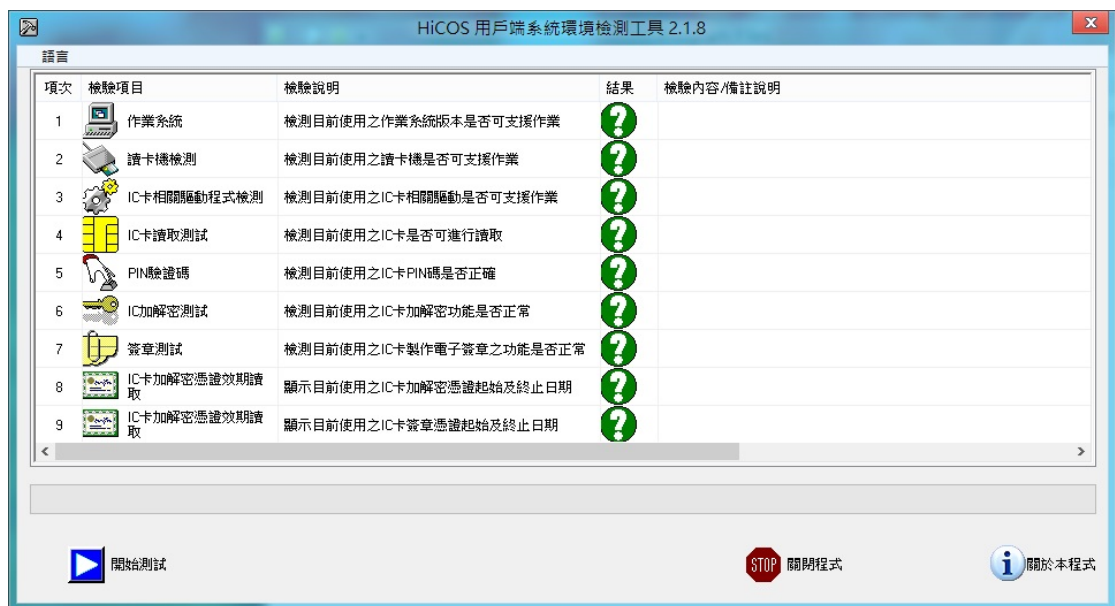 HiCOS 用戶端系統環境檢測工具 2.1.8
語言
項次 檢驗項目 檢驗說明 結果 檢驗內容/備註說明
1 作業系統 檢測目前使用之作業系統版本是否可支援作業
2 讀卡機檢測 檢測目前使用之讀卡機是否可支援作業
3 IC卡相關驅動程式檢測 檢測目前使用之IC卡相關驅動是否可支援作業
4 IC卡讀取測試 檢測目前使用之IC卡是否可進行讀取
5 PIN驗證碼 檢測目前使用之IC卡PIN碼是否正確
6 IC加解密測試 檢測目前使用之IC卡加解密功能是否正常
7 簽章測試 檢測目前使用之IC卡製作電子簽章之功能是否正常
8 IC卡加解密憑證效期讀取 顯示目前使用之IC卡加解密憑證起始及終止日期
9 IC卡加解密憑證效期讀取 顯示目前使用之IC卡簽章憑證起始及終止日期
開始測試 STOP 關閉程式 關於本程式